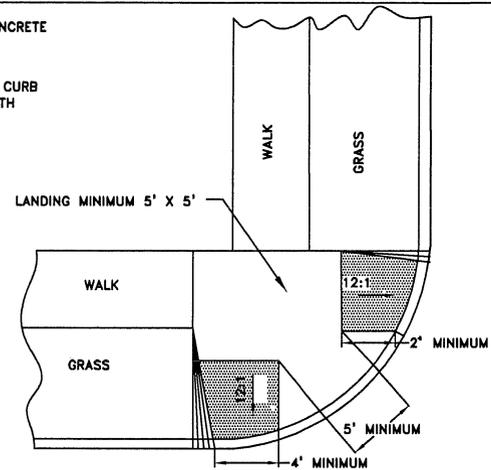 NCRETE
CURB
TH
WALK
GRASS
LANDING MINIMUM 5' X 5'
WALK
12:1
2" MINIMUM
GRASS
12:1
5' MINIMUM
4' MINIMUM